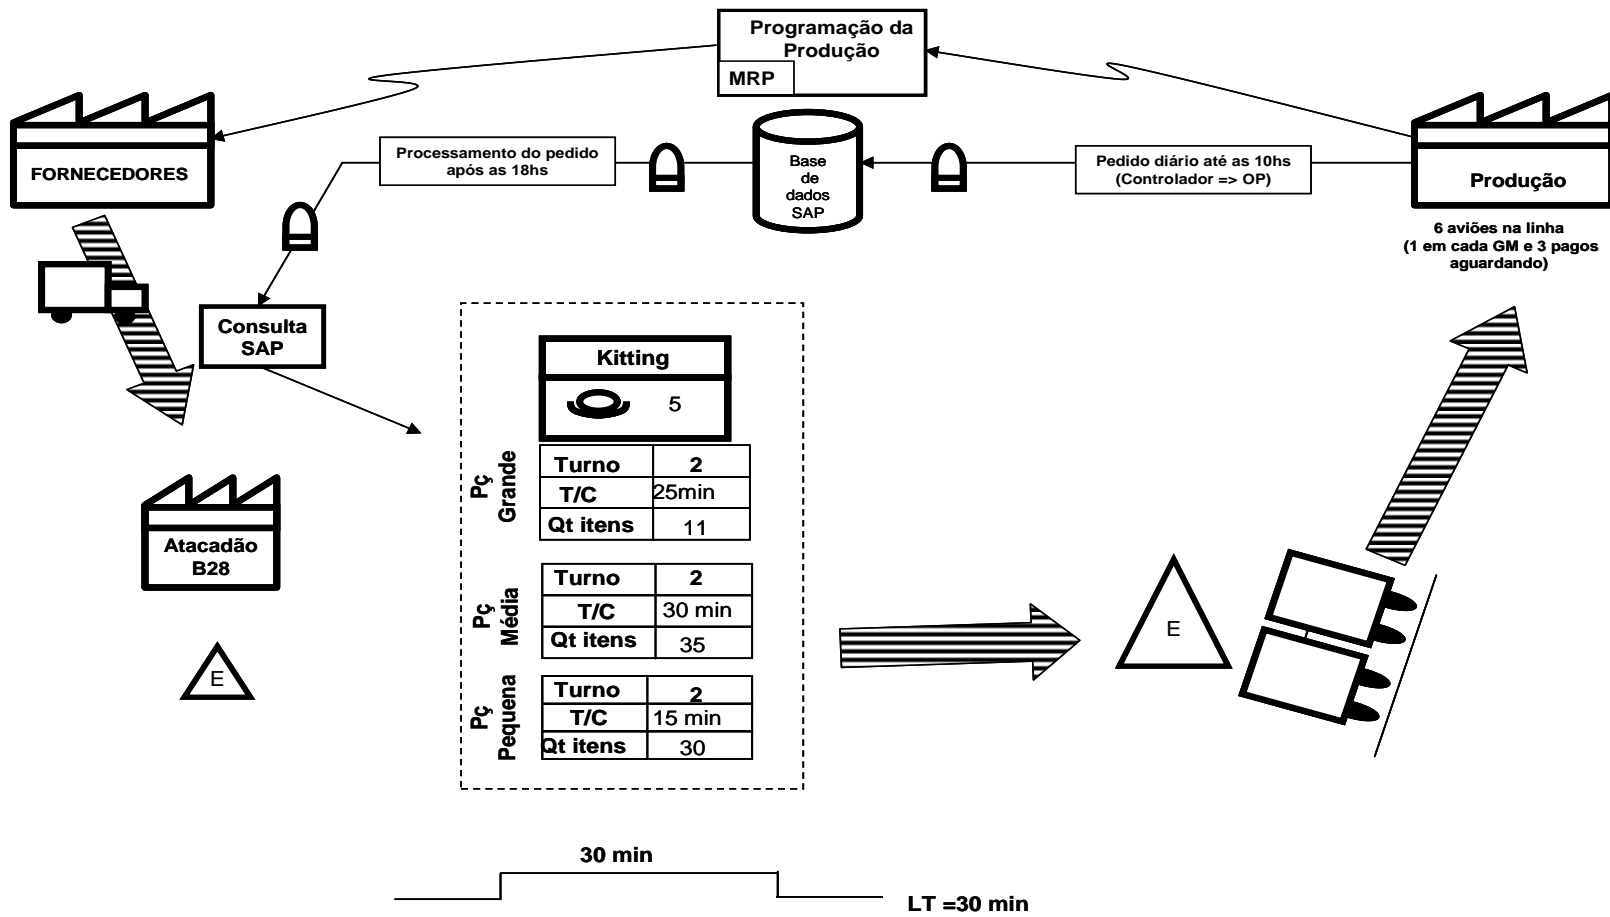 Programação da
Produção
MRP
FORNECEDORES
Processamento do pedido
após as 18hs
Base
de
dados
SAP
Pedido diário até as 10hs
(Controlador => OP)
Produção
6 aviões na linha
(1 em cada GM e 3 pagos
aguardando)
Consulta
SAP
Kitting
5
Pç
Grande
Turno 2
T/C 25min
Qt itens 11
Atacadão
B28
E
Pç
Média
Turno 2
T/C 30 min
Qt itens 35
Pç
Pequena
Turno 2
T/C 15 min
Qt itens 30
E
30 min
LT =30 min